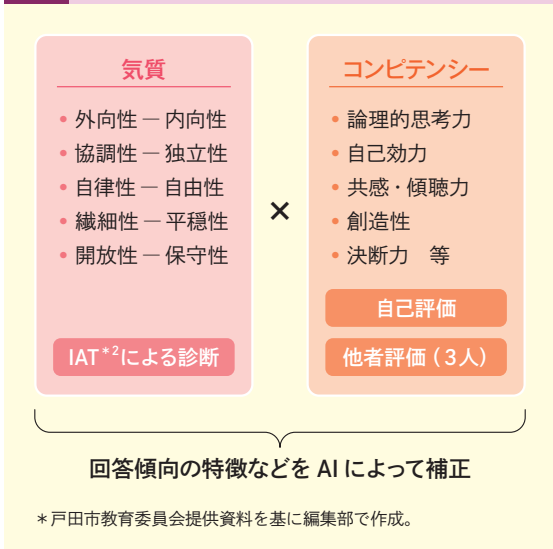 気質
・外向性 — 内向性
・協調性 — 独立性
・自律性 — 自由性
・繊細性 — 平穏性
・開放性 — 保守性
IAT*2による診断
×
コンピテンシー
・論理的思考力
・自己効力
・共感・傾聴力
・創造性
・決断力　等
自己評価
他者評価（3人）
回答傾向の特徴などを AI によって補正
＊戸田市教育委員会提供資料を基に編集部で作成。